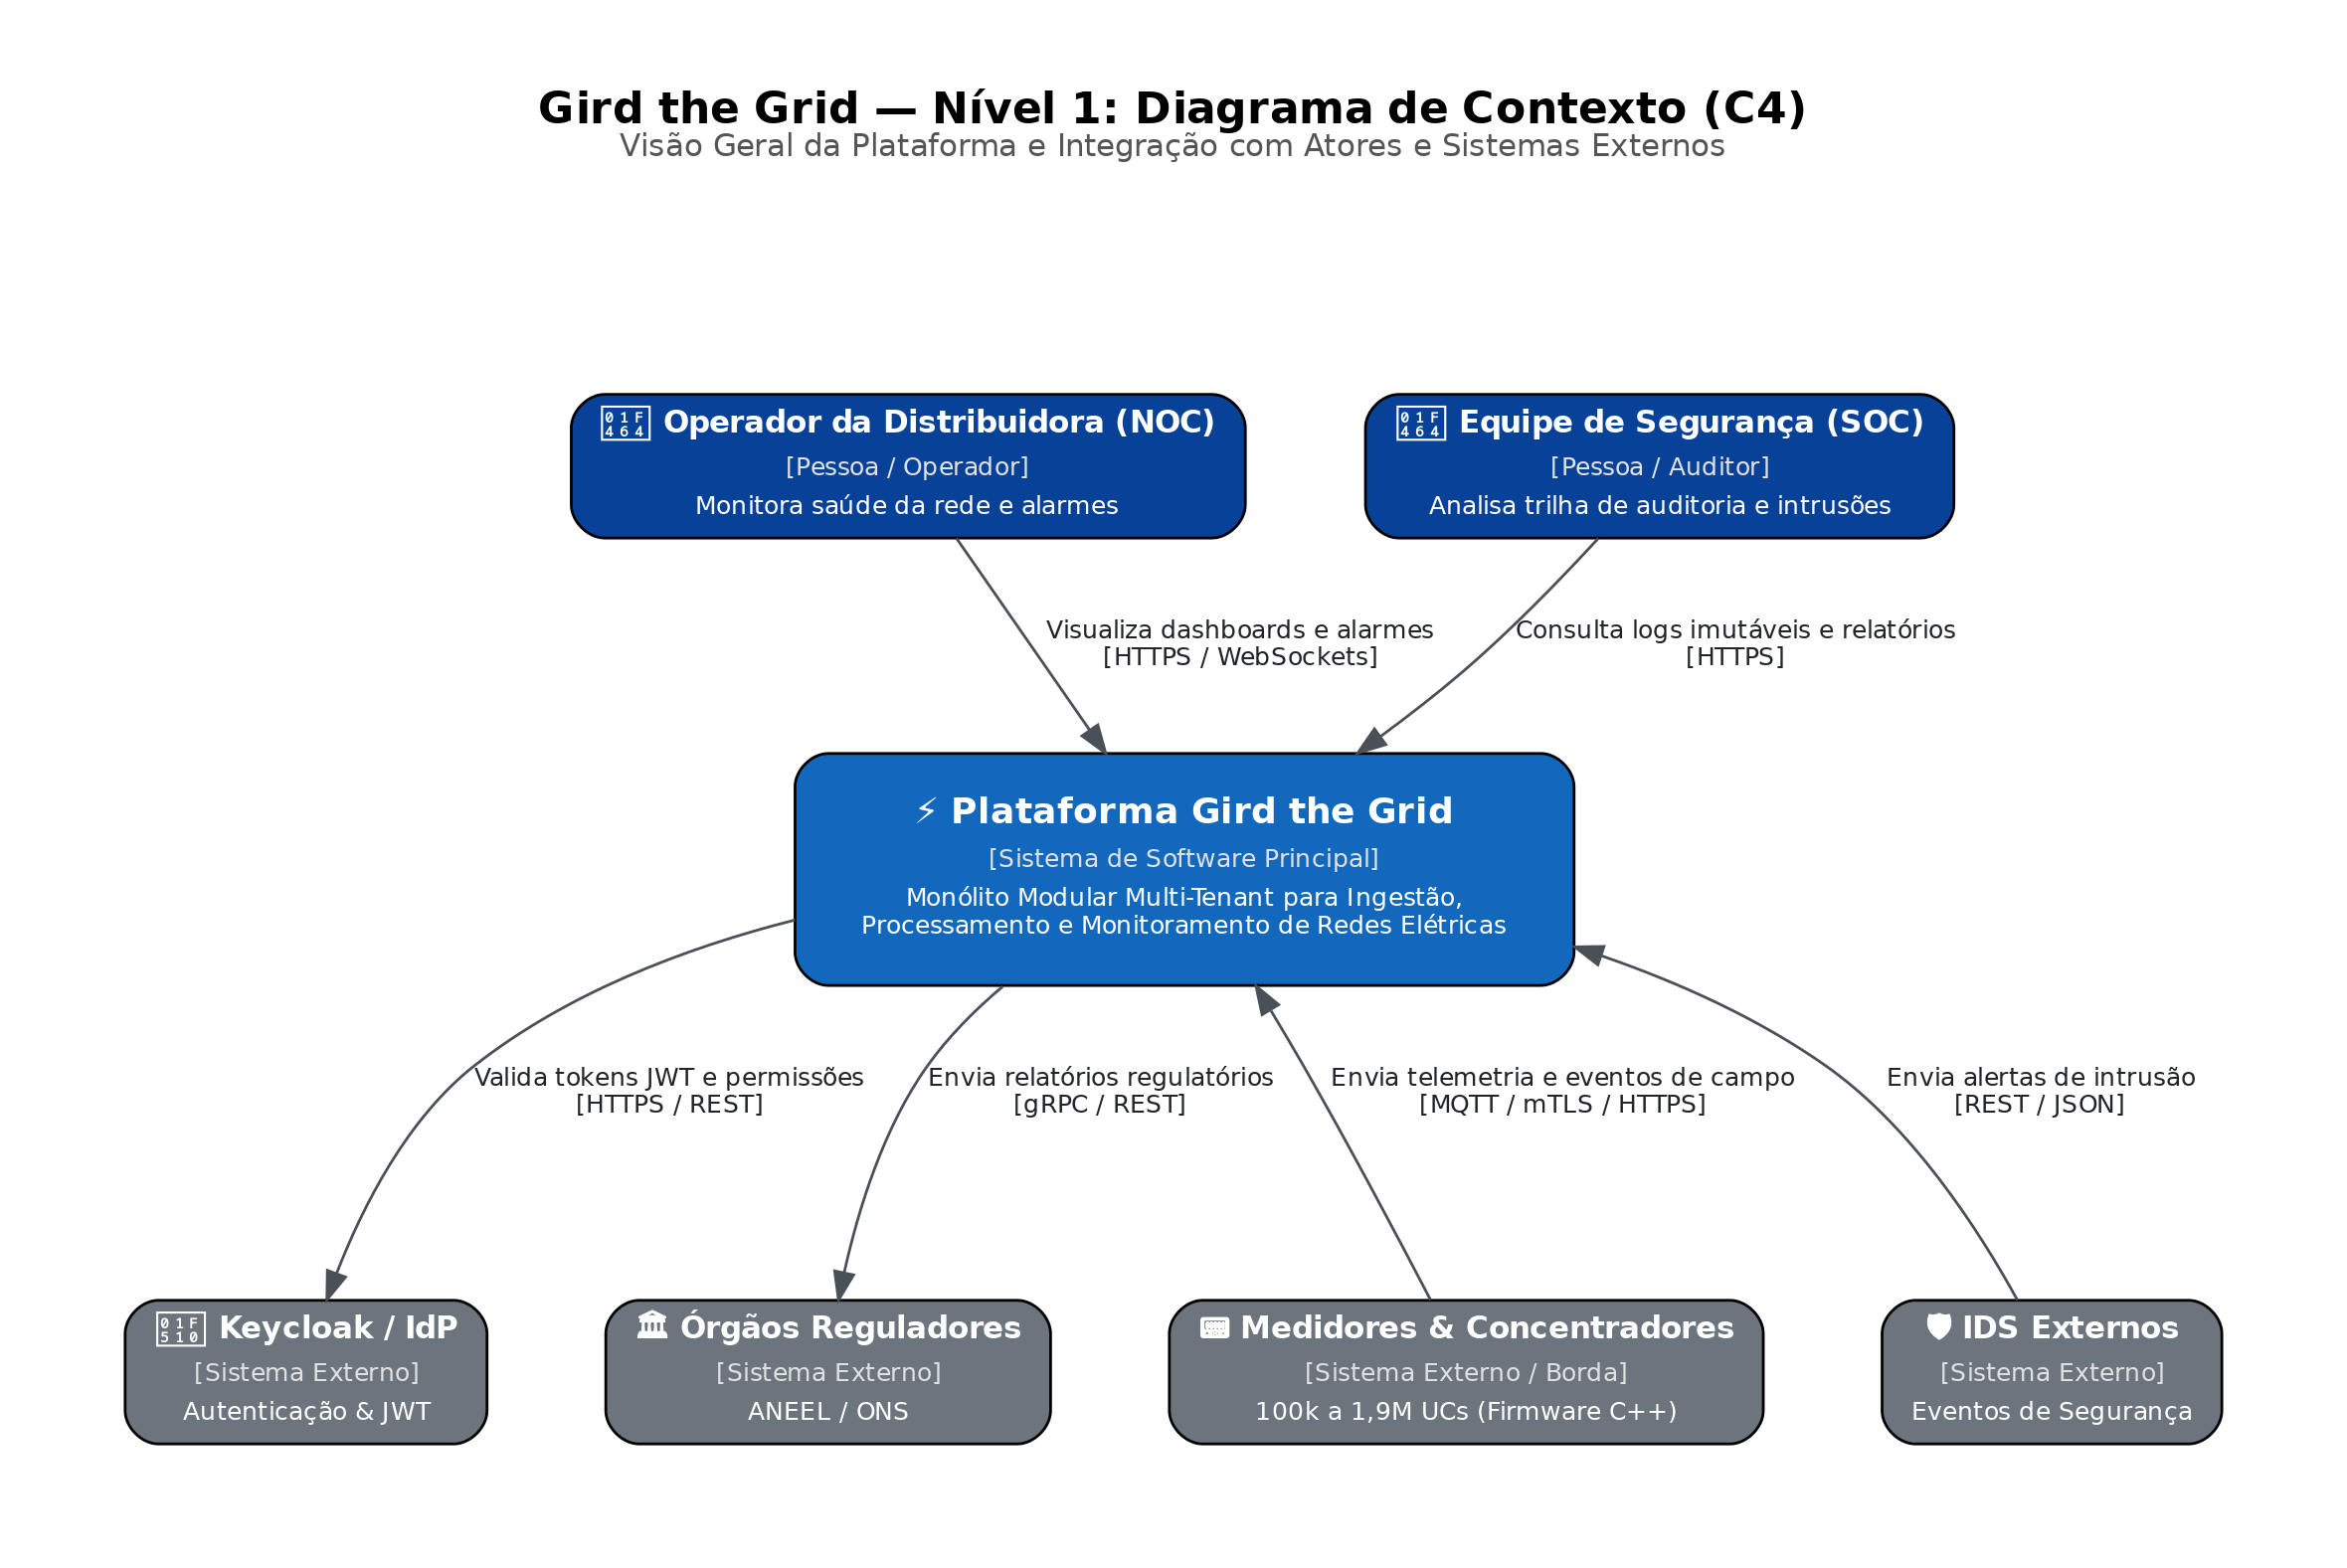 Gird the Grid — Nível 1: Diagrama de Contexto (C4)
Visão Geral da Plataforma e Integração com Atores e Sistemas Externos
01F464 Operador da Distribuidora (NOC)
[Pessoa / Operador]
Monitora saúde da rede e alarmes
01F464 Equipe de Segurança (SOC)
[Pessoa / Auditor]
Analisa trilha de auditoria e intrusões
Visualiza dashboards e alarmes
[HTTPS / WebSockets]
Consulta logs imutáveis e relatórios
[HTTPS]
⚡ Plataforma Gird the Grid
[Sistema de Software Principal]
Monólito Modular Multi-Tenant para Ingestão,
Processamento e Monitoramento de Redes Elétricas
Valida tokens JWT e permissões
[HTTPS / REST]
Envia relatórios regulatórios
[gRPC / REST]
Envia telemetria e eventos de campo
[MQTT / mTLS / HTTPS]
Envia alertas de intrusão
[REST / JSON]
01F510 Keycloak / IdP
[Sistema Externo]
Autenticação & JWT
🏛 Órgãos Reguladores
[Sistema Externo]
ANEEL / ONS
📟 Medidores & Concentradores
[Sistema Externo / Borda]
100k a 1,9M UCs (Firmware C++)
🛡 IDS Externos
[Sistema Externo]
Eventos de Segurança